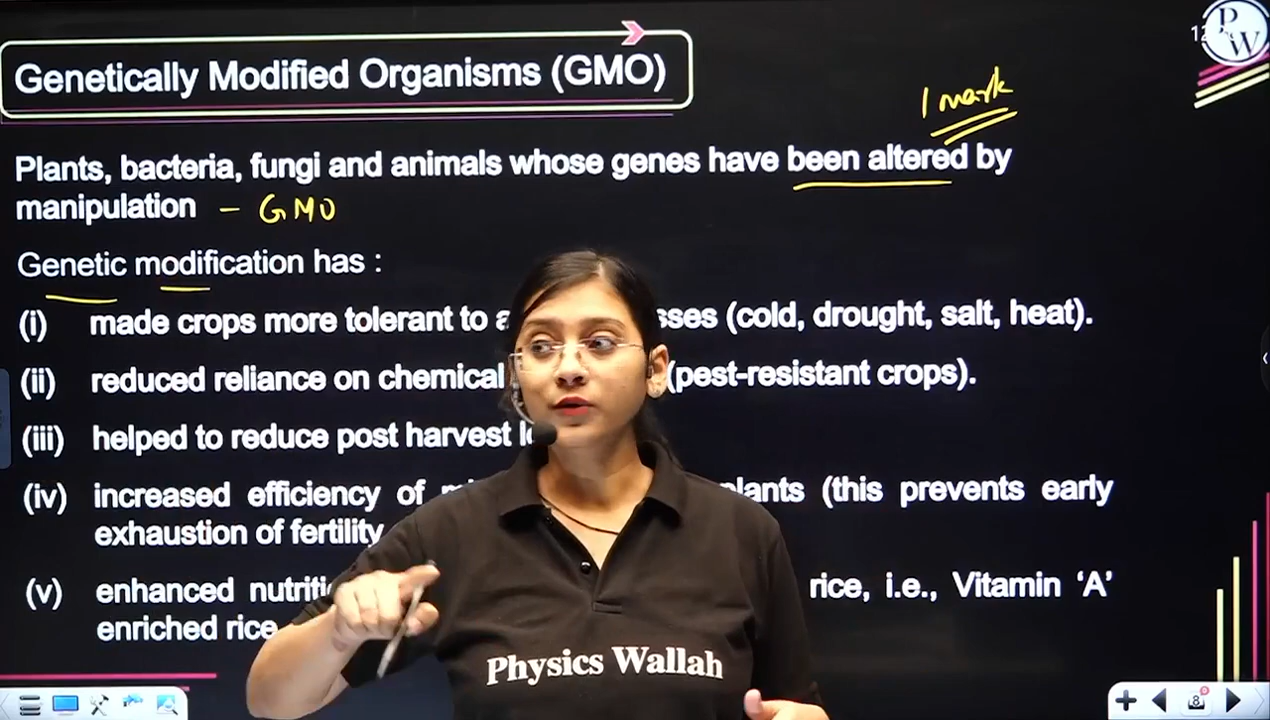 Genetically Modified Organisms (GMO)
12
PW
1 mark
Plants, bacteria, fungi and animals whose genes have been altered by
manipulation - GMO
Genetic modification has :
(i) made crops more tolerant to a sses (cold, drought, salt, heat).
(ii) reduced reliance on chemical (pest-resistant crops).
(iii) helped to reduce post harvest
(iv) increased efficiency of plants (this prevents early
exhaustion of fertility
(v) enhanced rice, i.e., Vitamin ‘A’
enriched rice
Physics Wallah
8